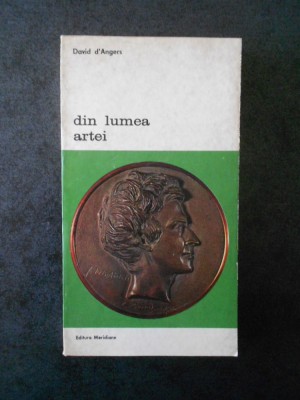 David d'Angers
din lumea
artei
Editura Meridiane